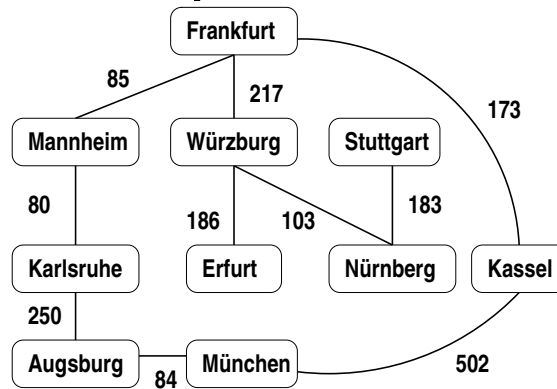 Frankfurt
85
217
173
Mannheim
Würzburg
Stuttgart
80
186
103
183
Karlsruhe
Erfurt
Nürnberg
Kassel
250
Augsburg
84
München
502